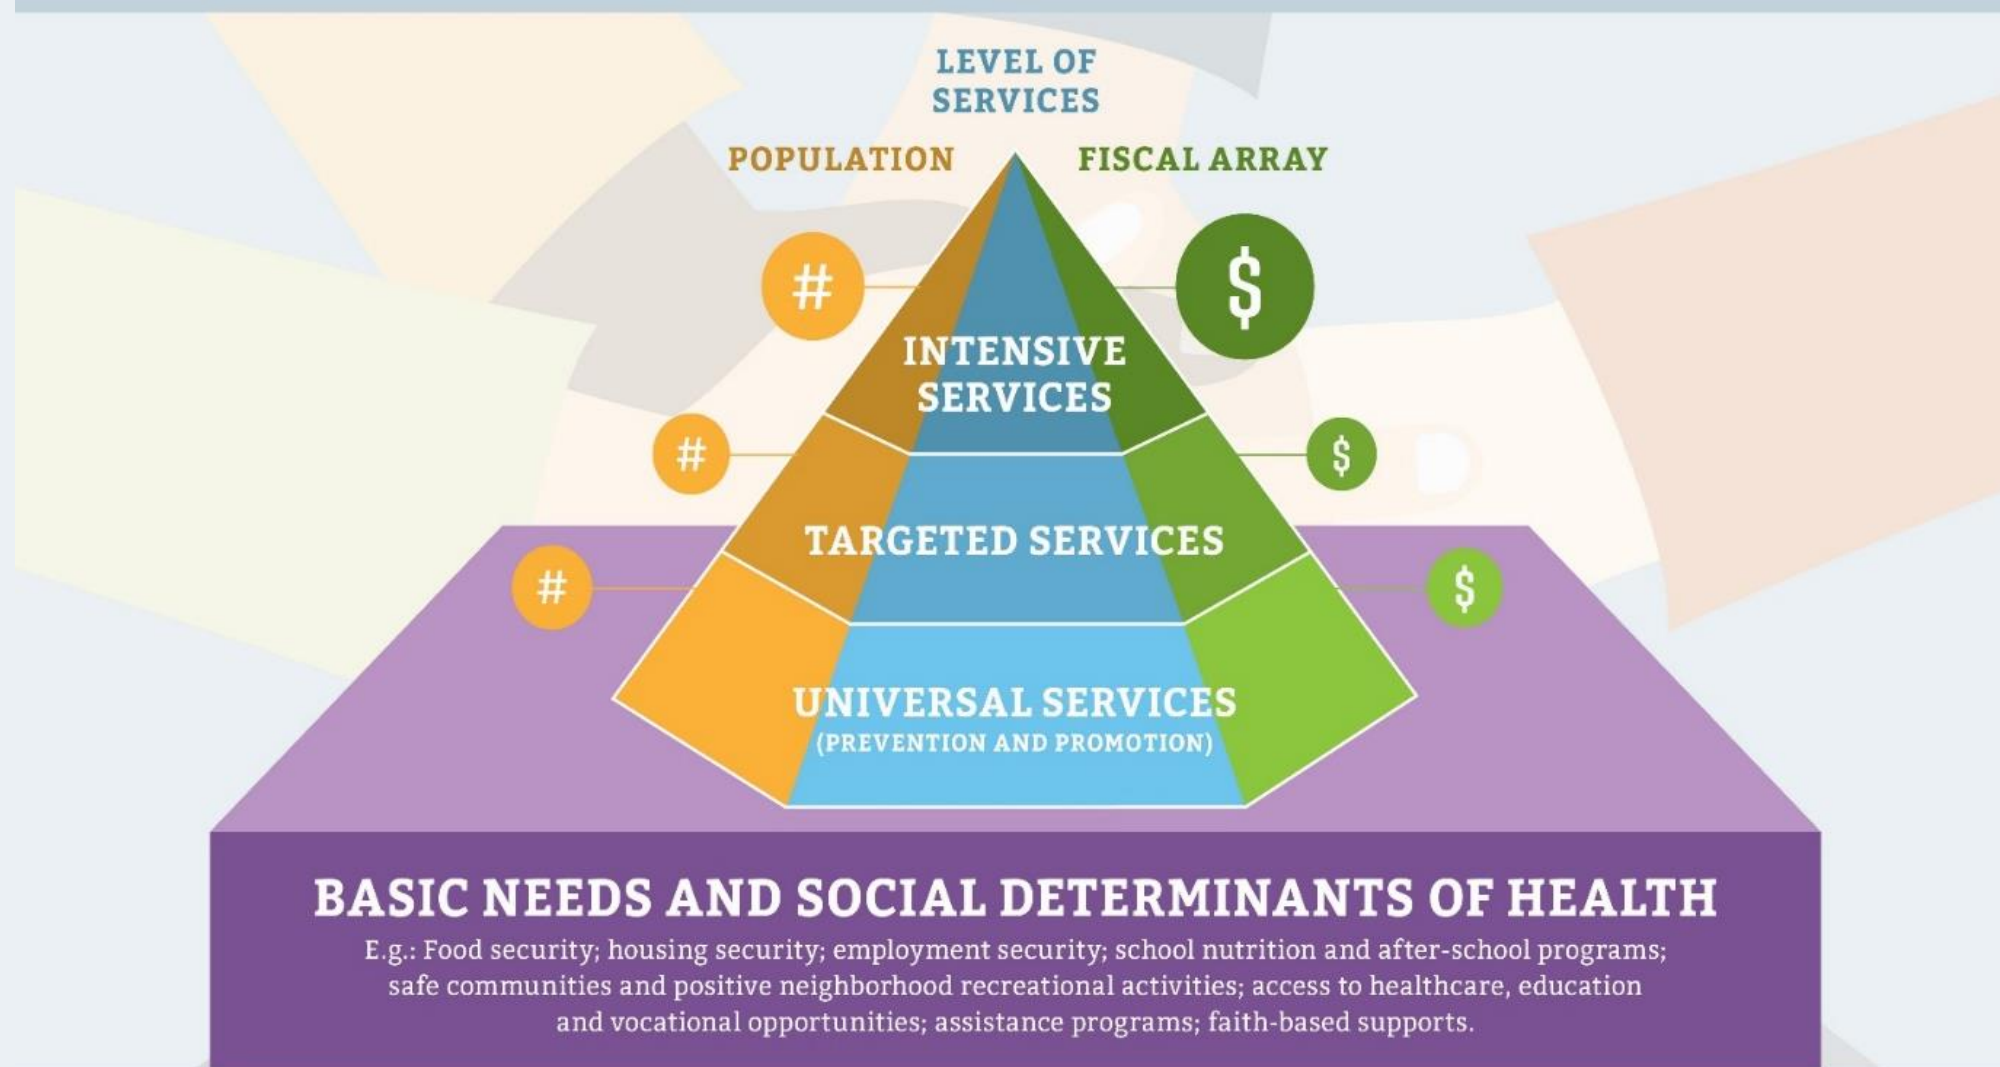 LEVEL OF
SERVICES
POPULATION
FISCAL ARRAY
#
$
INTENSIVE
SERVICES
#
$
TARGETED SERVICES
#
$
UNIVERSAL SERVICES
(PREVENTION AND PROMOTION)
BASIC NEEDS AND SOCIAL DETERMINANTS OF HEALTH
E.g.: Food security; housing security; employment security; school nutrition and after-school programs;
safe communities and positive neighborhood recreational activities; access to healthcare, education
and vocational opportunities; assistance programs; faith-based supports.